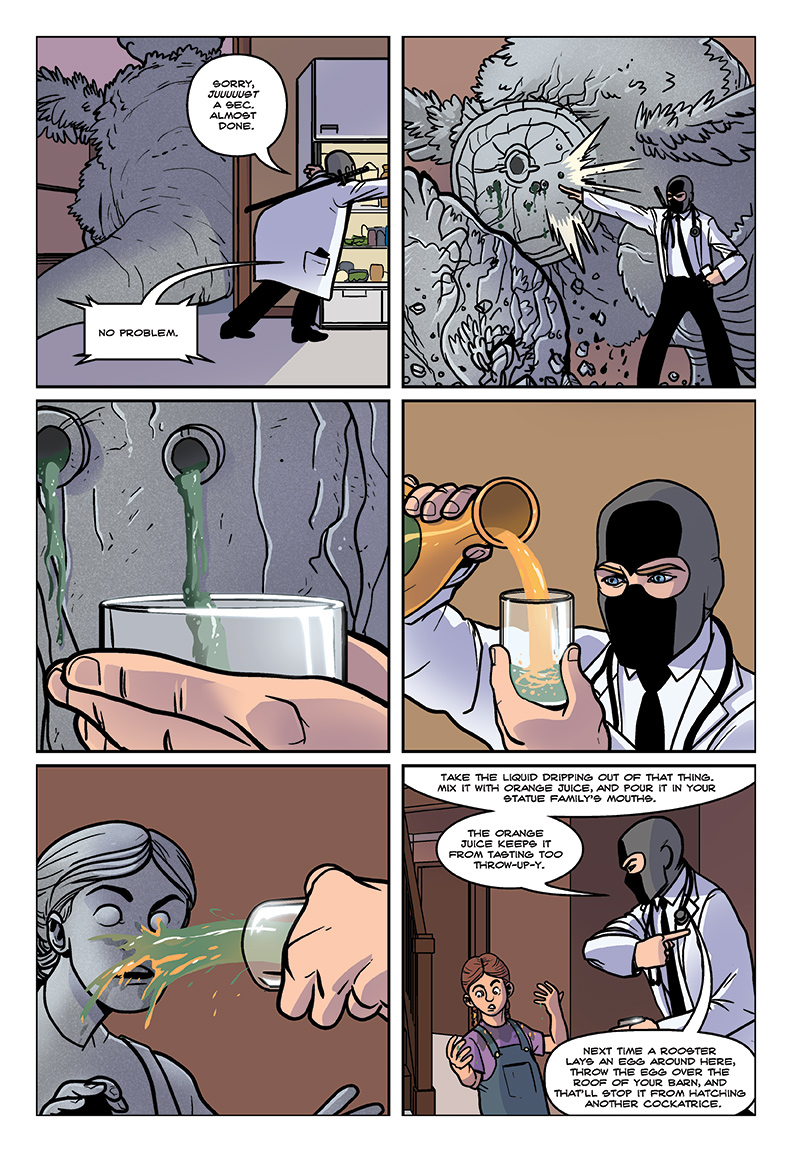 SORRY,
JUUUUUST
A SEC.
ALMOST
DONE.
NO PROBLEM.
TAKE THE LIQUID DRIPPING OUT OF THAT THING.
MIX IT WITH ORANGE JUICE, AND POUR IT IN YOUR
STATUE FAMILY'S MOUTHS.
THE ORANGE
JUICE KEEPS IT
FROM TASTING TOO
THROW-UP-Y.
NEXT TIME A ROOSTER
LAYS AN EGG AROUND HERE,
THROW THE EGG OVER THE
ROOF OF YOUR BARN, AND
THAT'LL STOP IT FROM HATCHING
ANOTHER COCKATRICE.